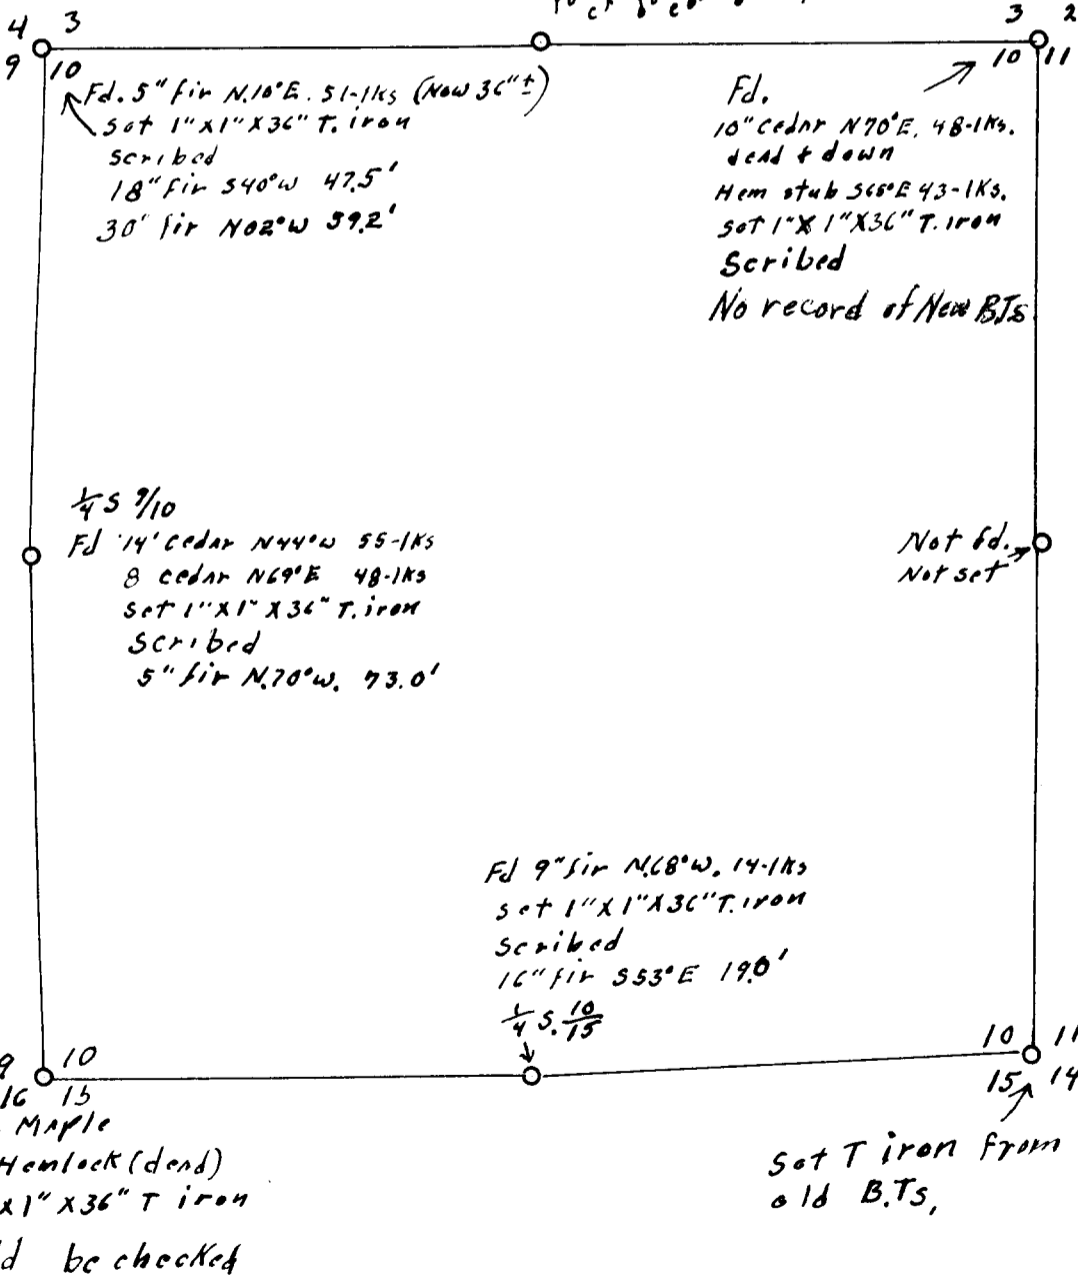 4 3
3 2
9 10
10 11
Fd. 5" fir N.10°E. 51-lks (Now 36"±)
Set 1"X1"X36" T. iron
Scribed
18" fir S40°W 47.5'
30' fir N02°W 59.2'
Fd.
10" cedar N70°E, 48-lks.
dead & down
Hem stub S65°E 43-lks.
Set 1"X 1"X36" T. iron
Scribed
No record of New BTs
1/4 S 9/10
Fd 14' cedar N44°W 55-lks
8 cedar N69°E 48-lks
Set 1"X1"X36" T. iron
Scribed
5" fir N.70°W. 73.0'
Not fd.
Not set
Fd 9" fir N.68°W. 14-lks
set 1"X1"X36" T. iron
Scribed
16" fir S53°E 19.0'
1/4 S. 10/15
9 10
16 15
10 11
15 14
Maple
Hemlock (dead)
X1" X36" T iron
be checked
Set T iron from
old B.Ts,